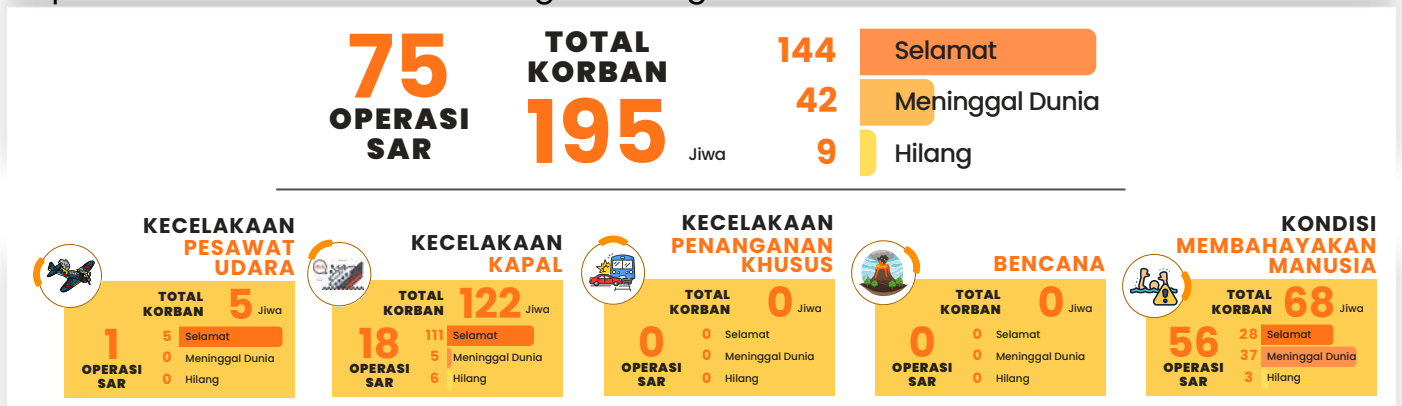 75
OPERASI
SAR
TOTAL
KORBAN
195 Jiwa
144 Selamat
42 Meninggal Dunia
9 Hilang
KECELAKAAN
PESAWAT
UDARA
TOTAL
KORBAN 5 Jiwa
1
OPERASI
SAR
5 Selamat
0 Meninggal Dunia
0 Hilang
KECELAKAAN
KAPAL
TOTAL
KORBAN 122 Jiwa
18
OPERASI
SAR
111 Selamat
5 Meninggal Dunia
6 Hilang
KECELAKAAN
PENANGANAN
KHUSUS
TOTAL
KORBAN 0 Jiwa
0
OPERASI
SAR
0 Selamat
0 Meninggal Dunia
0 Hilang
BENCANA
TOTAL
KORBAN 0 Jiwa
0
OPERASI
SAR
0 Selamat
0 Meninggal Dunia
0 Hilang
KONDISI
MEMBAHAYAKAN
MANUSIA
TOTAL
KORBAN 68 Jiwa
56
OPERASI
SAR
28 Selamat
37 Meninggal Dunia
3 Hilang